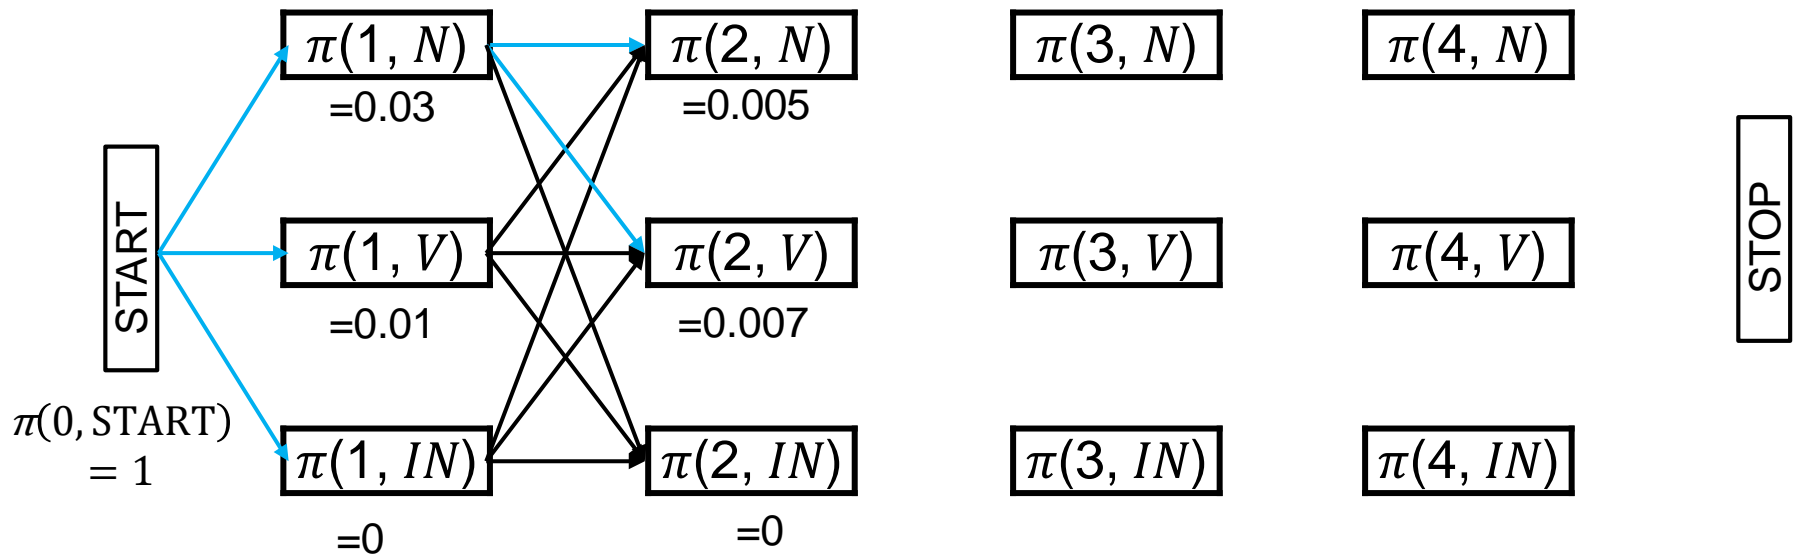 π(1, N)
π(2, N)
π(3, N)
π(4, N)
=0.03
=0.005
START
π(1, V)
π(2, V)
π(3, V)
π(4, V)
STOP
=0.01
=0.007
π(0, START)
= 1
π(1, IN)
π(2, IN)
π(3, IN)
π(4, IN)
=0
=0